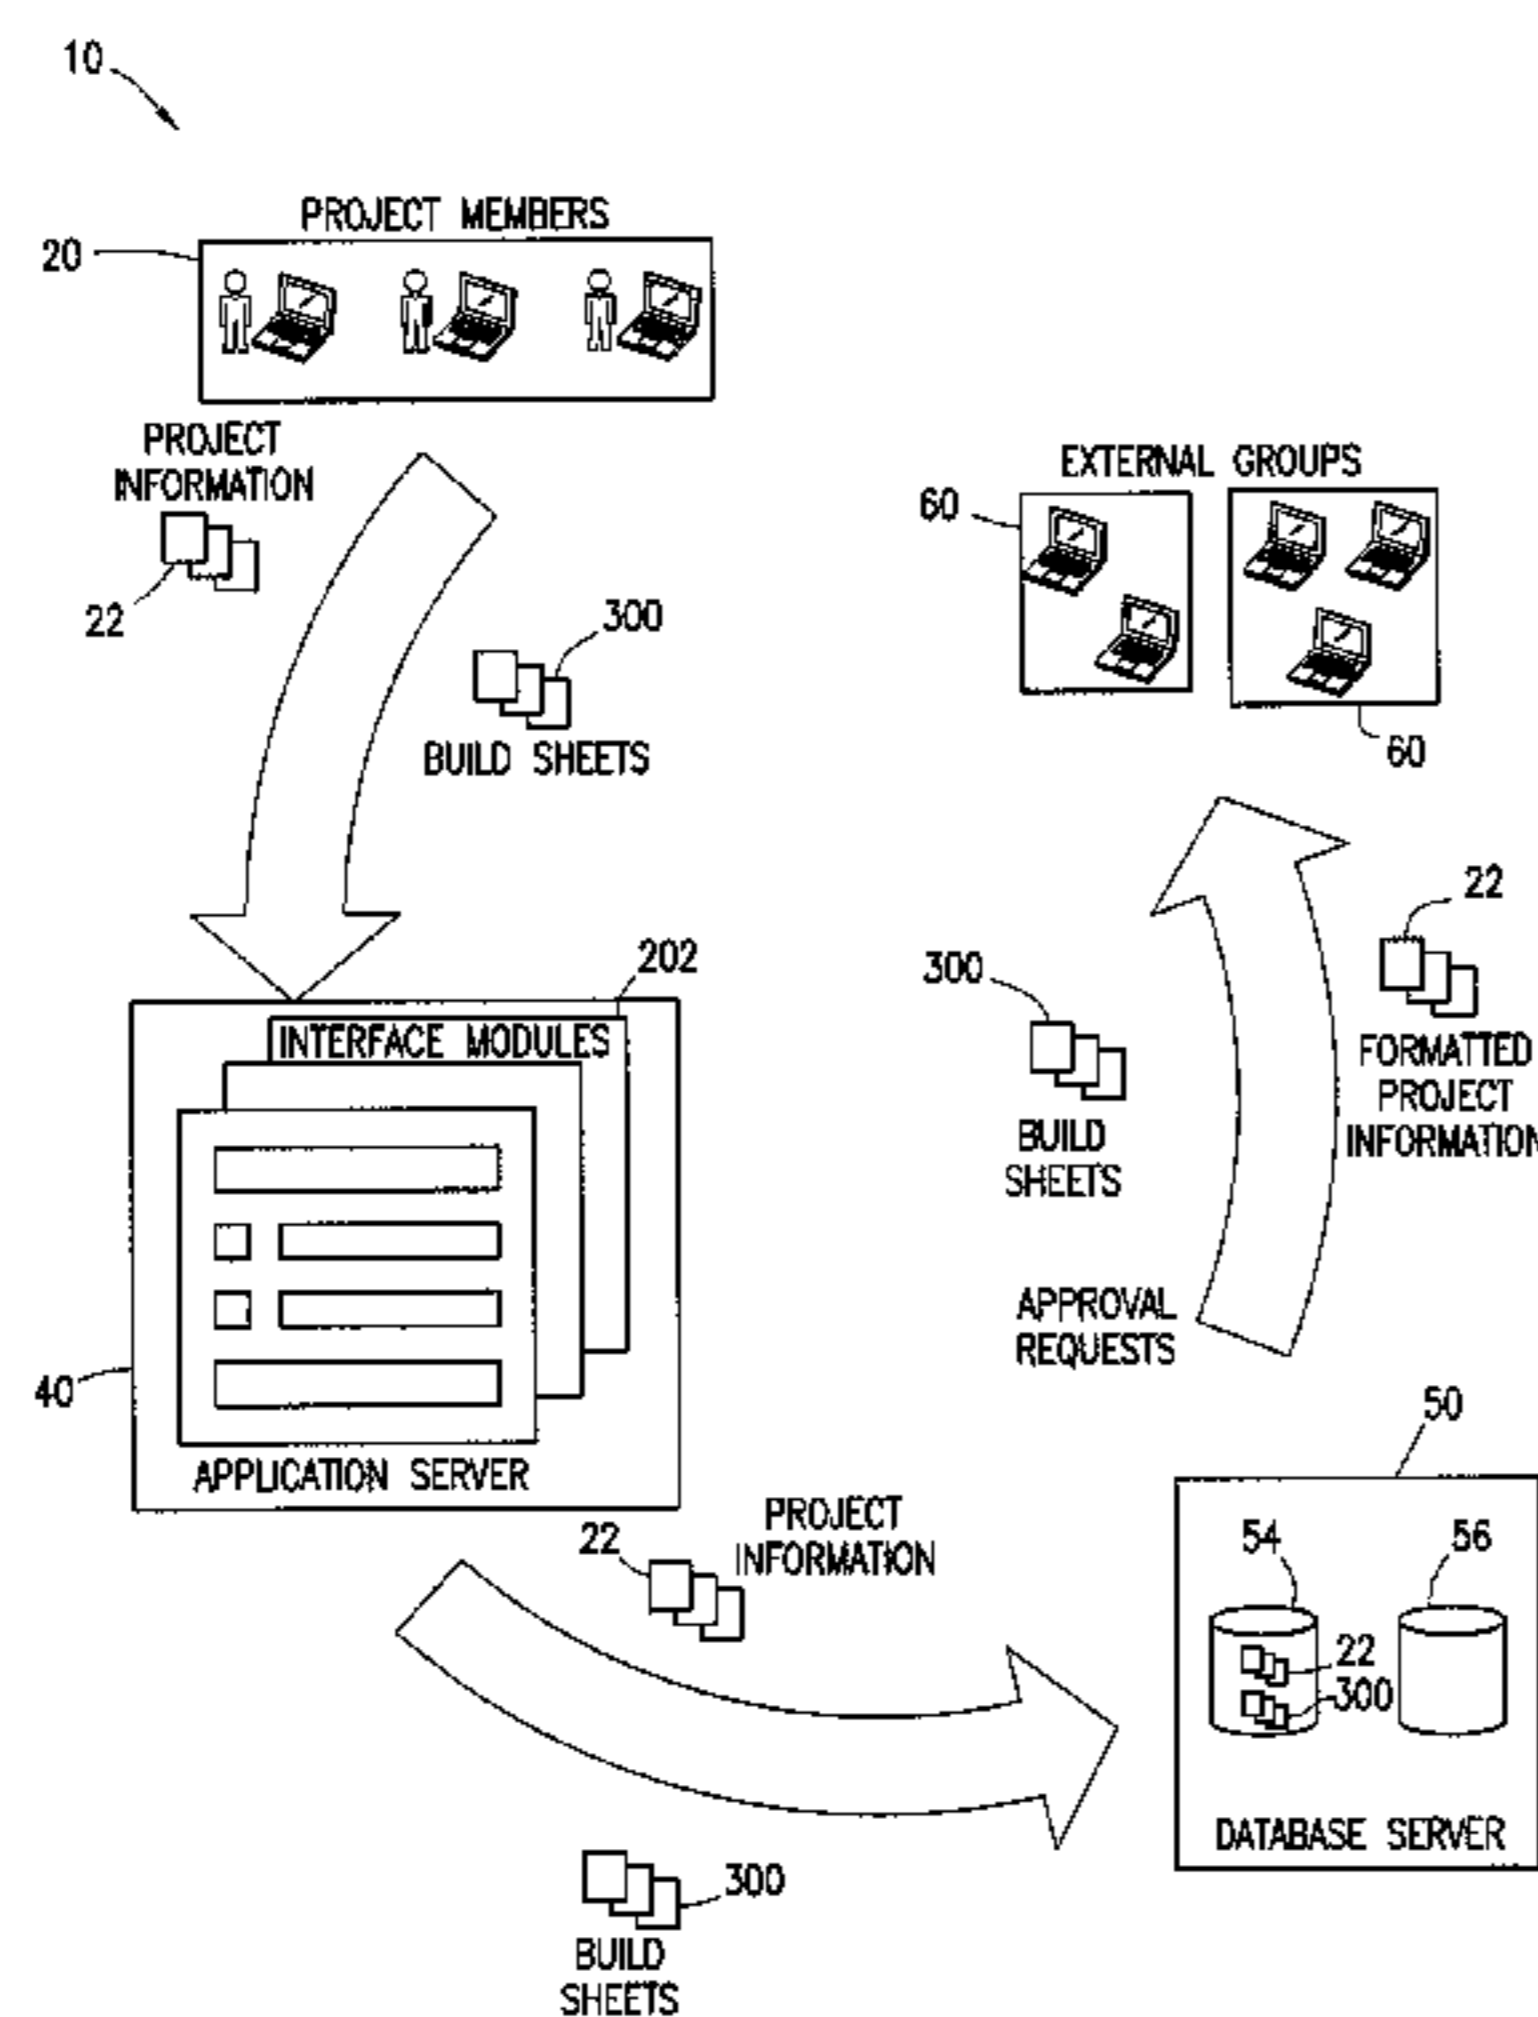 10
PROJECT MEMBERS
20
PROJECT
INFORMATION
22
300
BUILD SHEETS
EXTERNAL GROUPS
60
60
202
INTERFACE MODULES
40
APPLICATION SERVER
300
BUILD
SHEETS
22
FORMATTED
PROJECT
INFORMATION
APPROVAL
REQUESTS
22
PROJECT
INFORMATION
300
BUILD
SHEETS
50
54
56
22
300
DATABASE SERVER